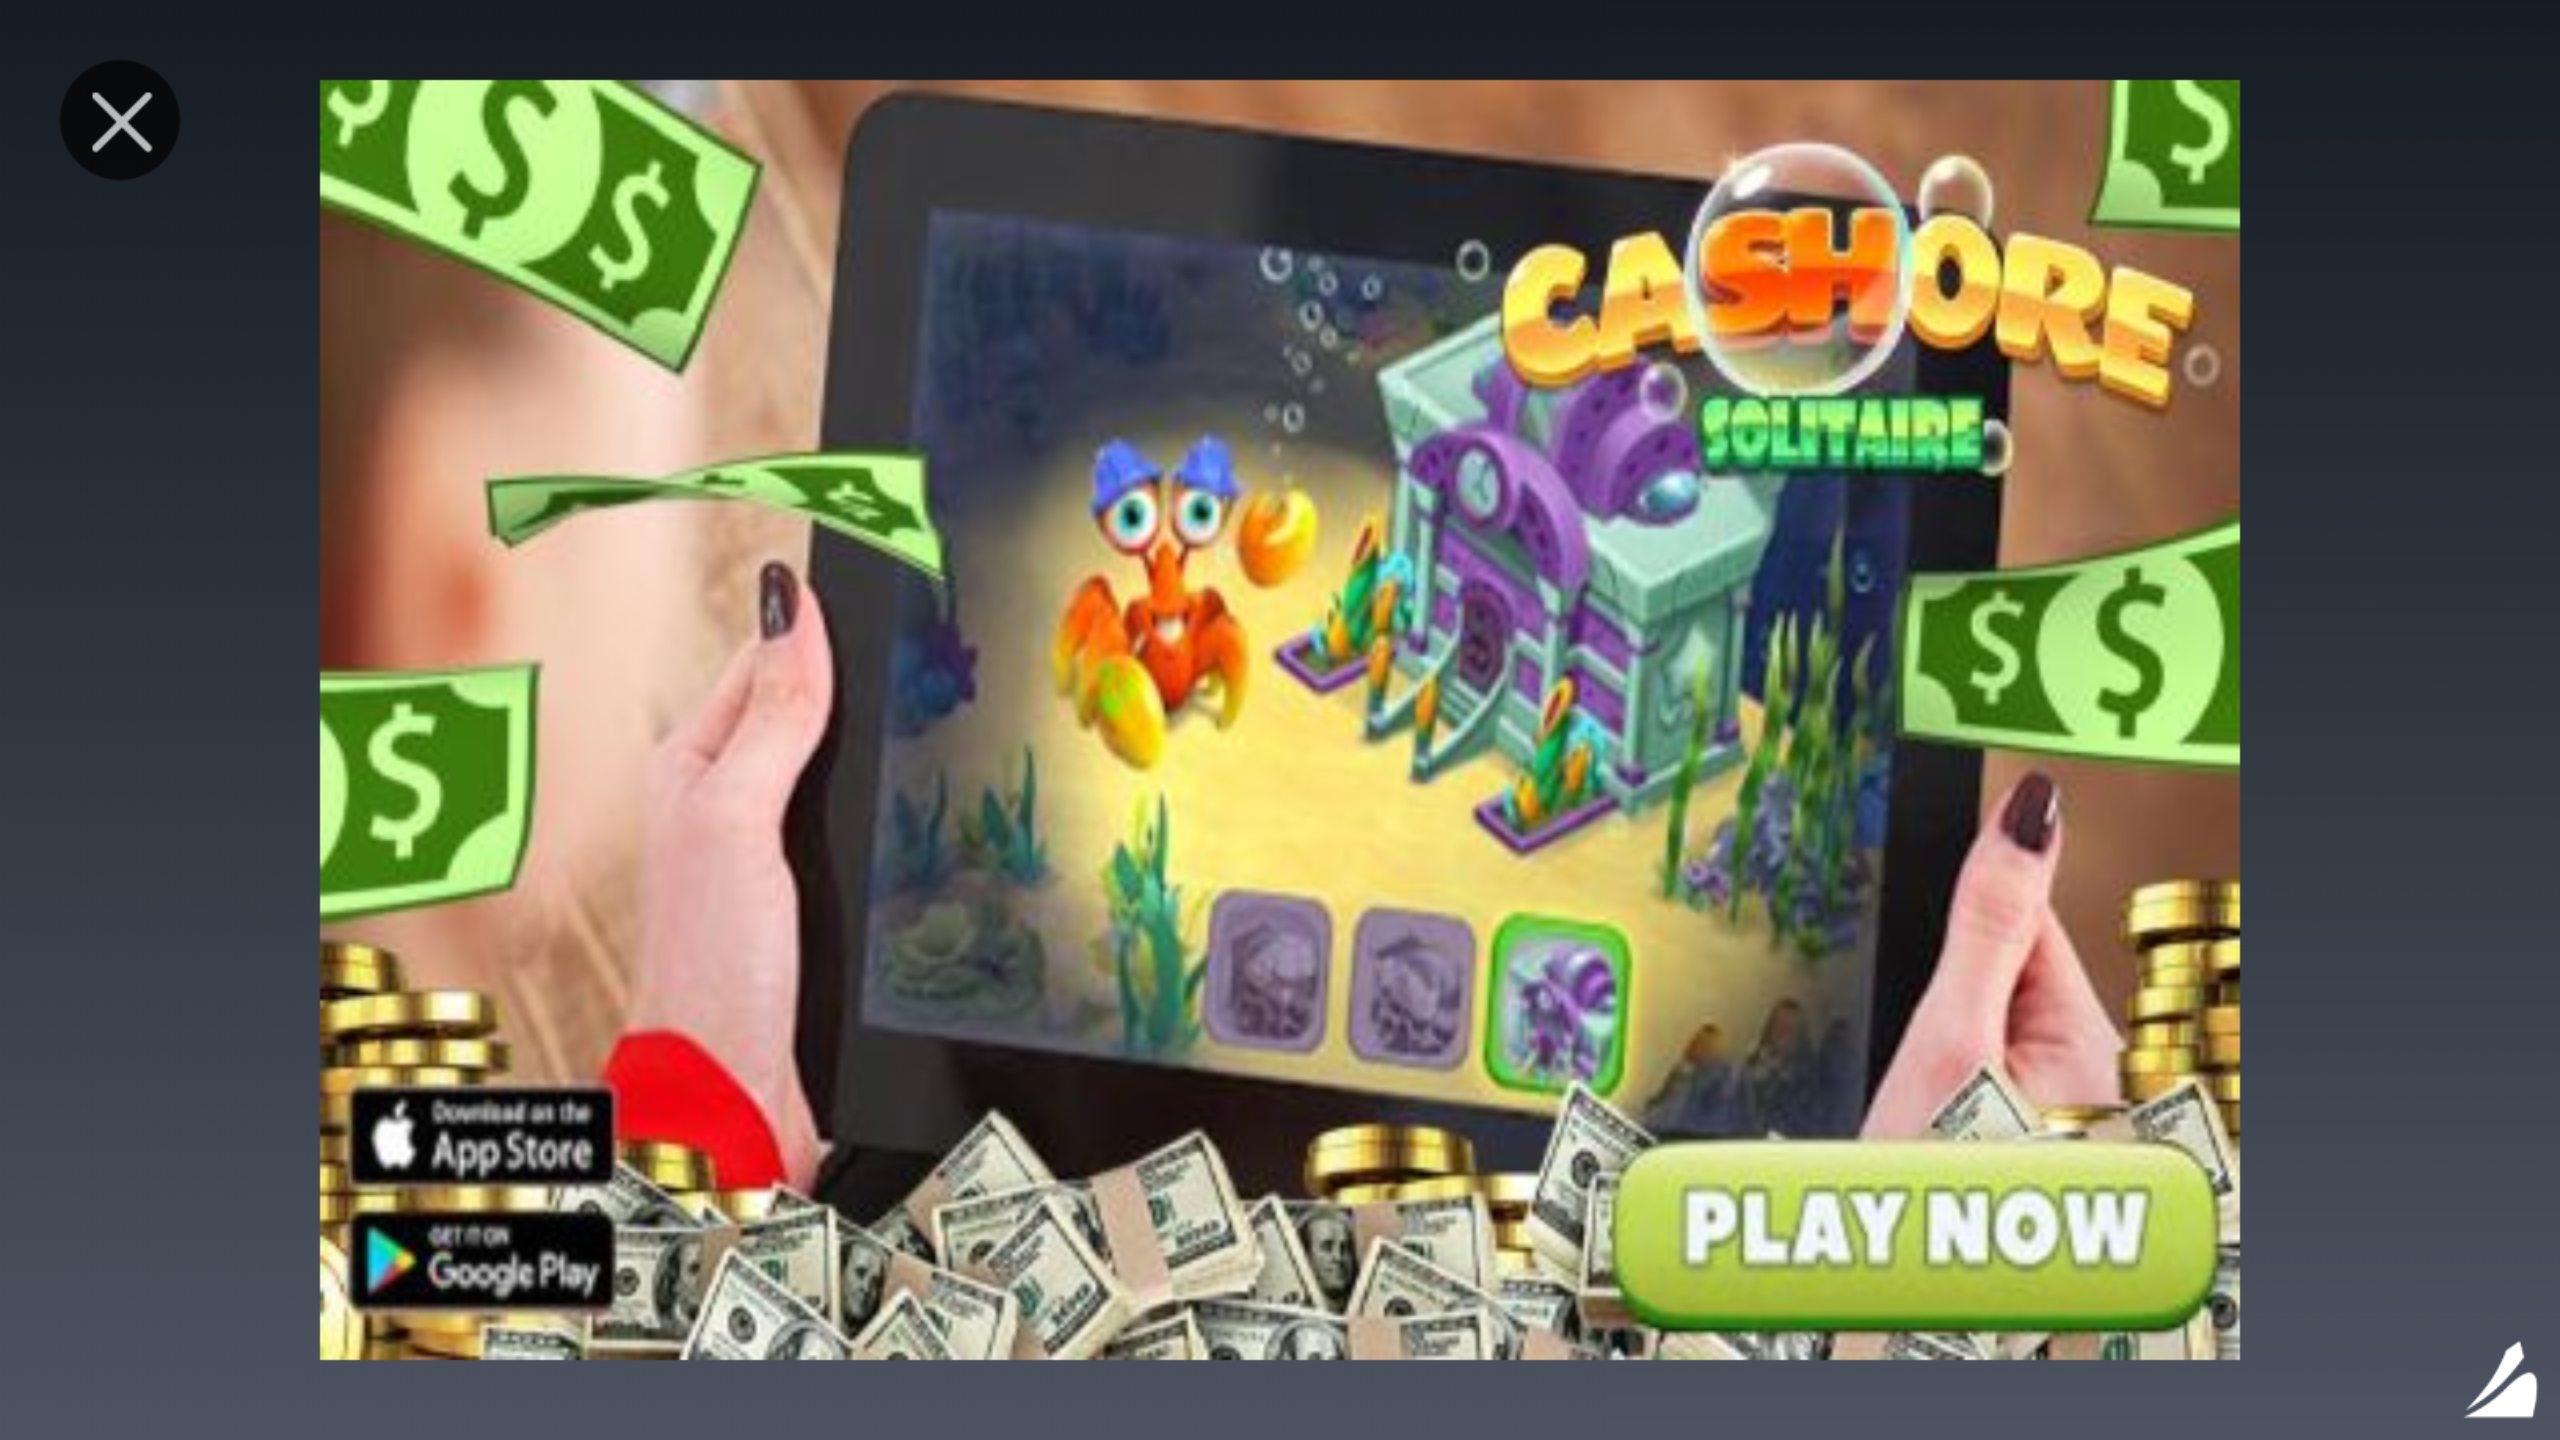 CASHORE
SOLITAIRE
Download on the
App Store
GET IT ON
Google Play
PLAY NOW